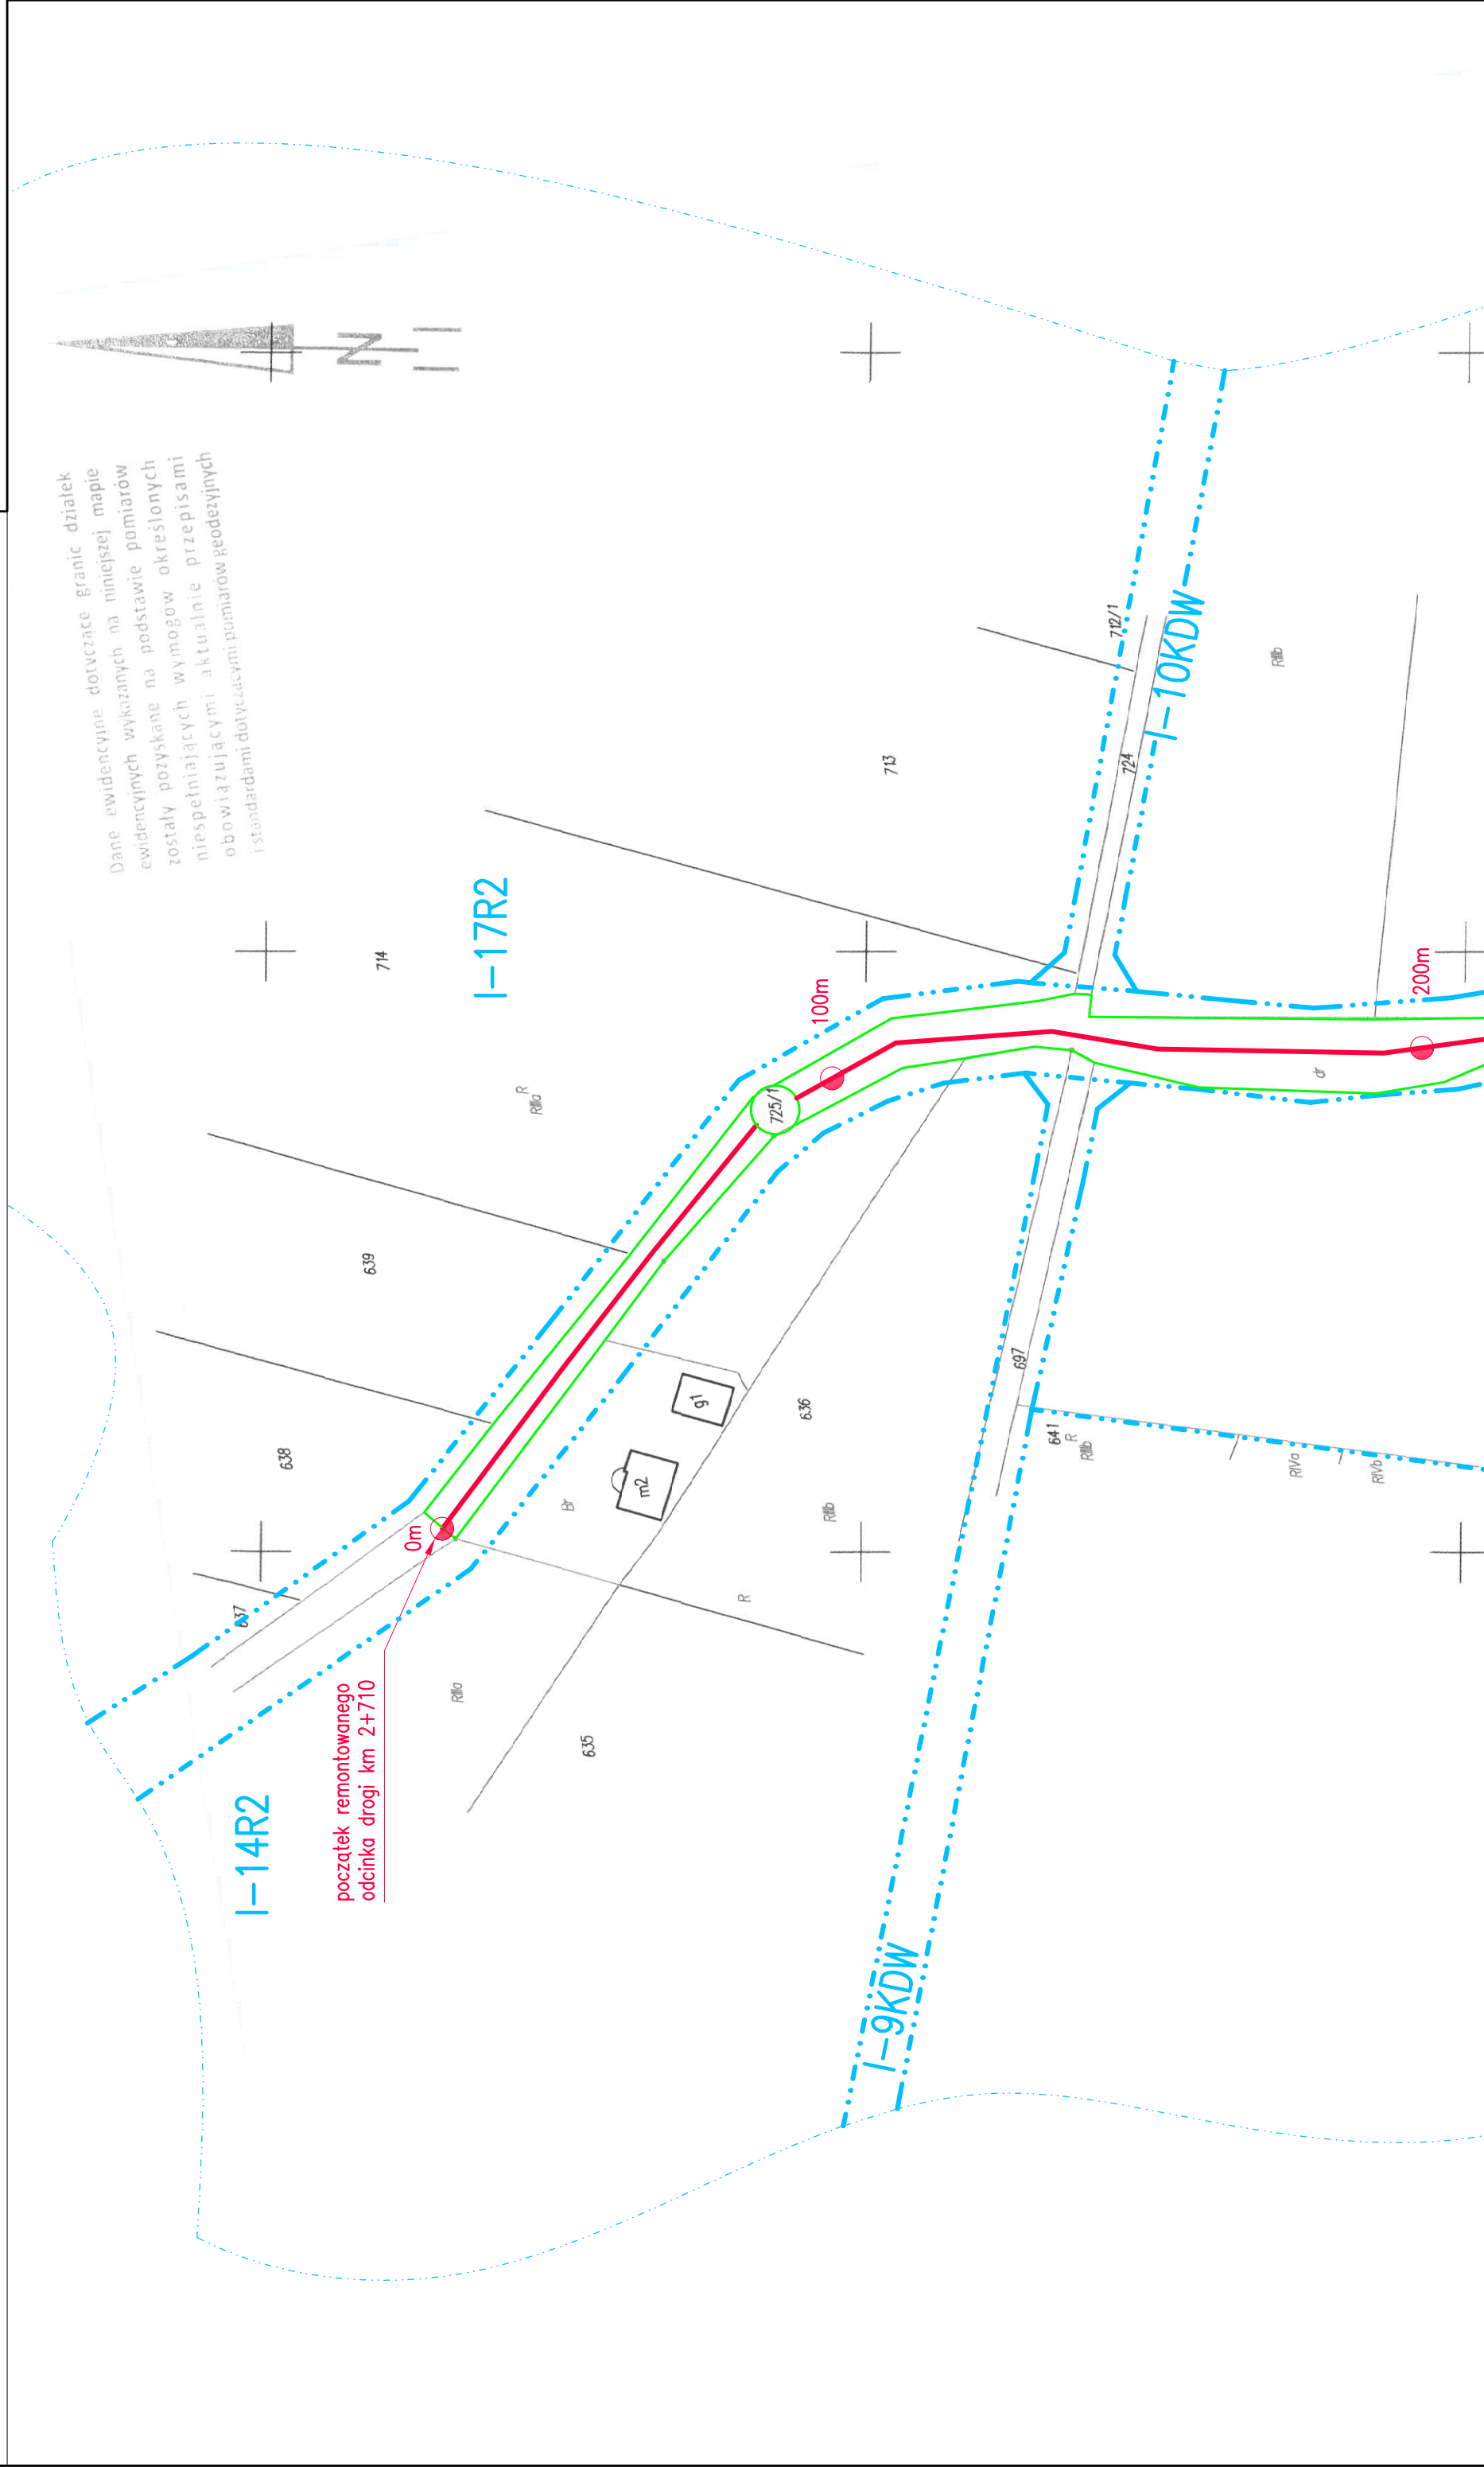 Dane ewidencyjne dotyczące granic działek
ewidencyjnych wykazanych na niniejszej mapie
zostały pozyskane na podstawie pomiarów
niespełniających wymogów określonych
obowiązującymi aktualnie przepisami
i standardami dotyczącymi pomiarów geodezyjnych
N
I-17R2
714
713
712/1
724
I-10KDW
RIIIb
R
RIIIa
100m
200m
725/1
dr
639
638
637
0m
początek remontowanego
odcinka drogi km 2+710
I-14R2
Br
g1
m2
636
RIIIb
R
RIIIa
635
697
641
R
RIIIb
RIVa
RIVb
I-9KDW